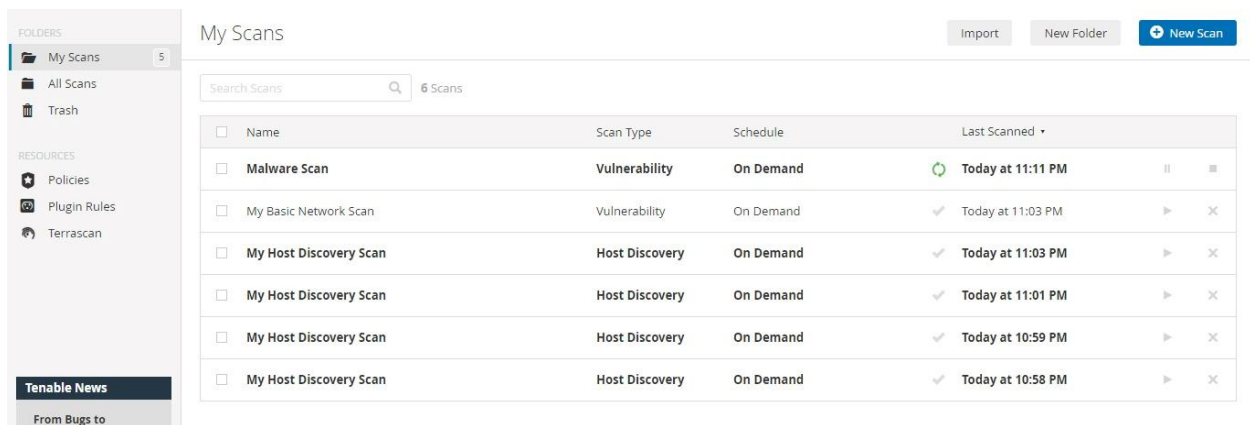 FOLDERS
My Scans 5
All Scans
Trash
RESOURCES
Policies
Plugin Rules
Terrascan
Tenable News
From Bugs to
My Scans
Import New Folder New Scan
Search Scans 6 Scans
Name Scan Type Schedule Last Scanned
Malware Scan Vulnerability On Demand Today at 11:11 PM
My Basic Network Scan Vulnerability On Demand Today at 11:03 PM
My Host Discovery Scan Host Discovery On Demand Today at 11:03 PM
My Host Discovery Scan Host Discovery On Demand Today at 11:01 PM
My Host Discovery Scan Host Discovery On Demand Today at 10:59 PM
My Host Discovery Scan Host Discovery On Demand Today at 10:58 PM